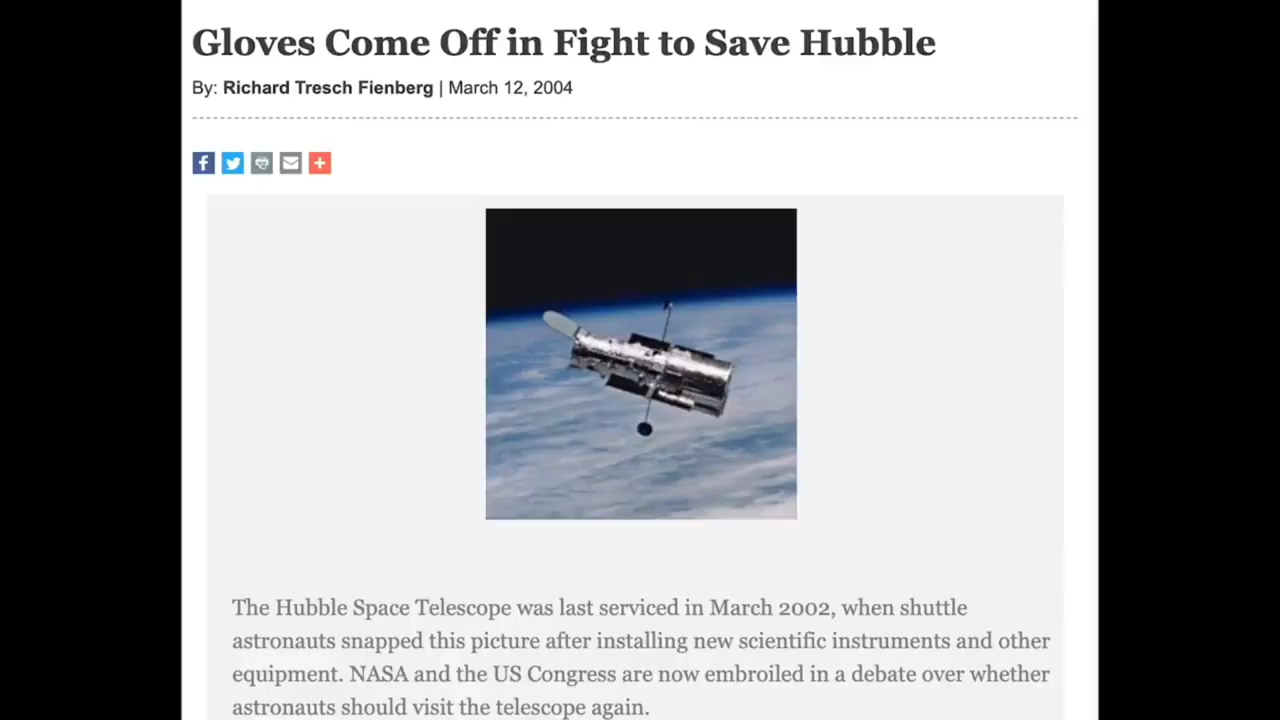 Gloves Come Off in Fight to Save Hubble
By: Richard Tresch Fienberg | March 12, 2004
The Hubble Space Telescope was last serviced in March 2002, when shuttle
astronauts snapped this picture after installing new scientific instruments and other
equipment. NASA and the US Congress are now embroiled in a debate over whether
astronauts should visit the telescope again.